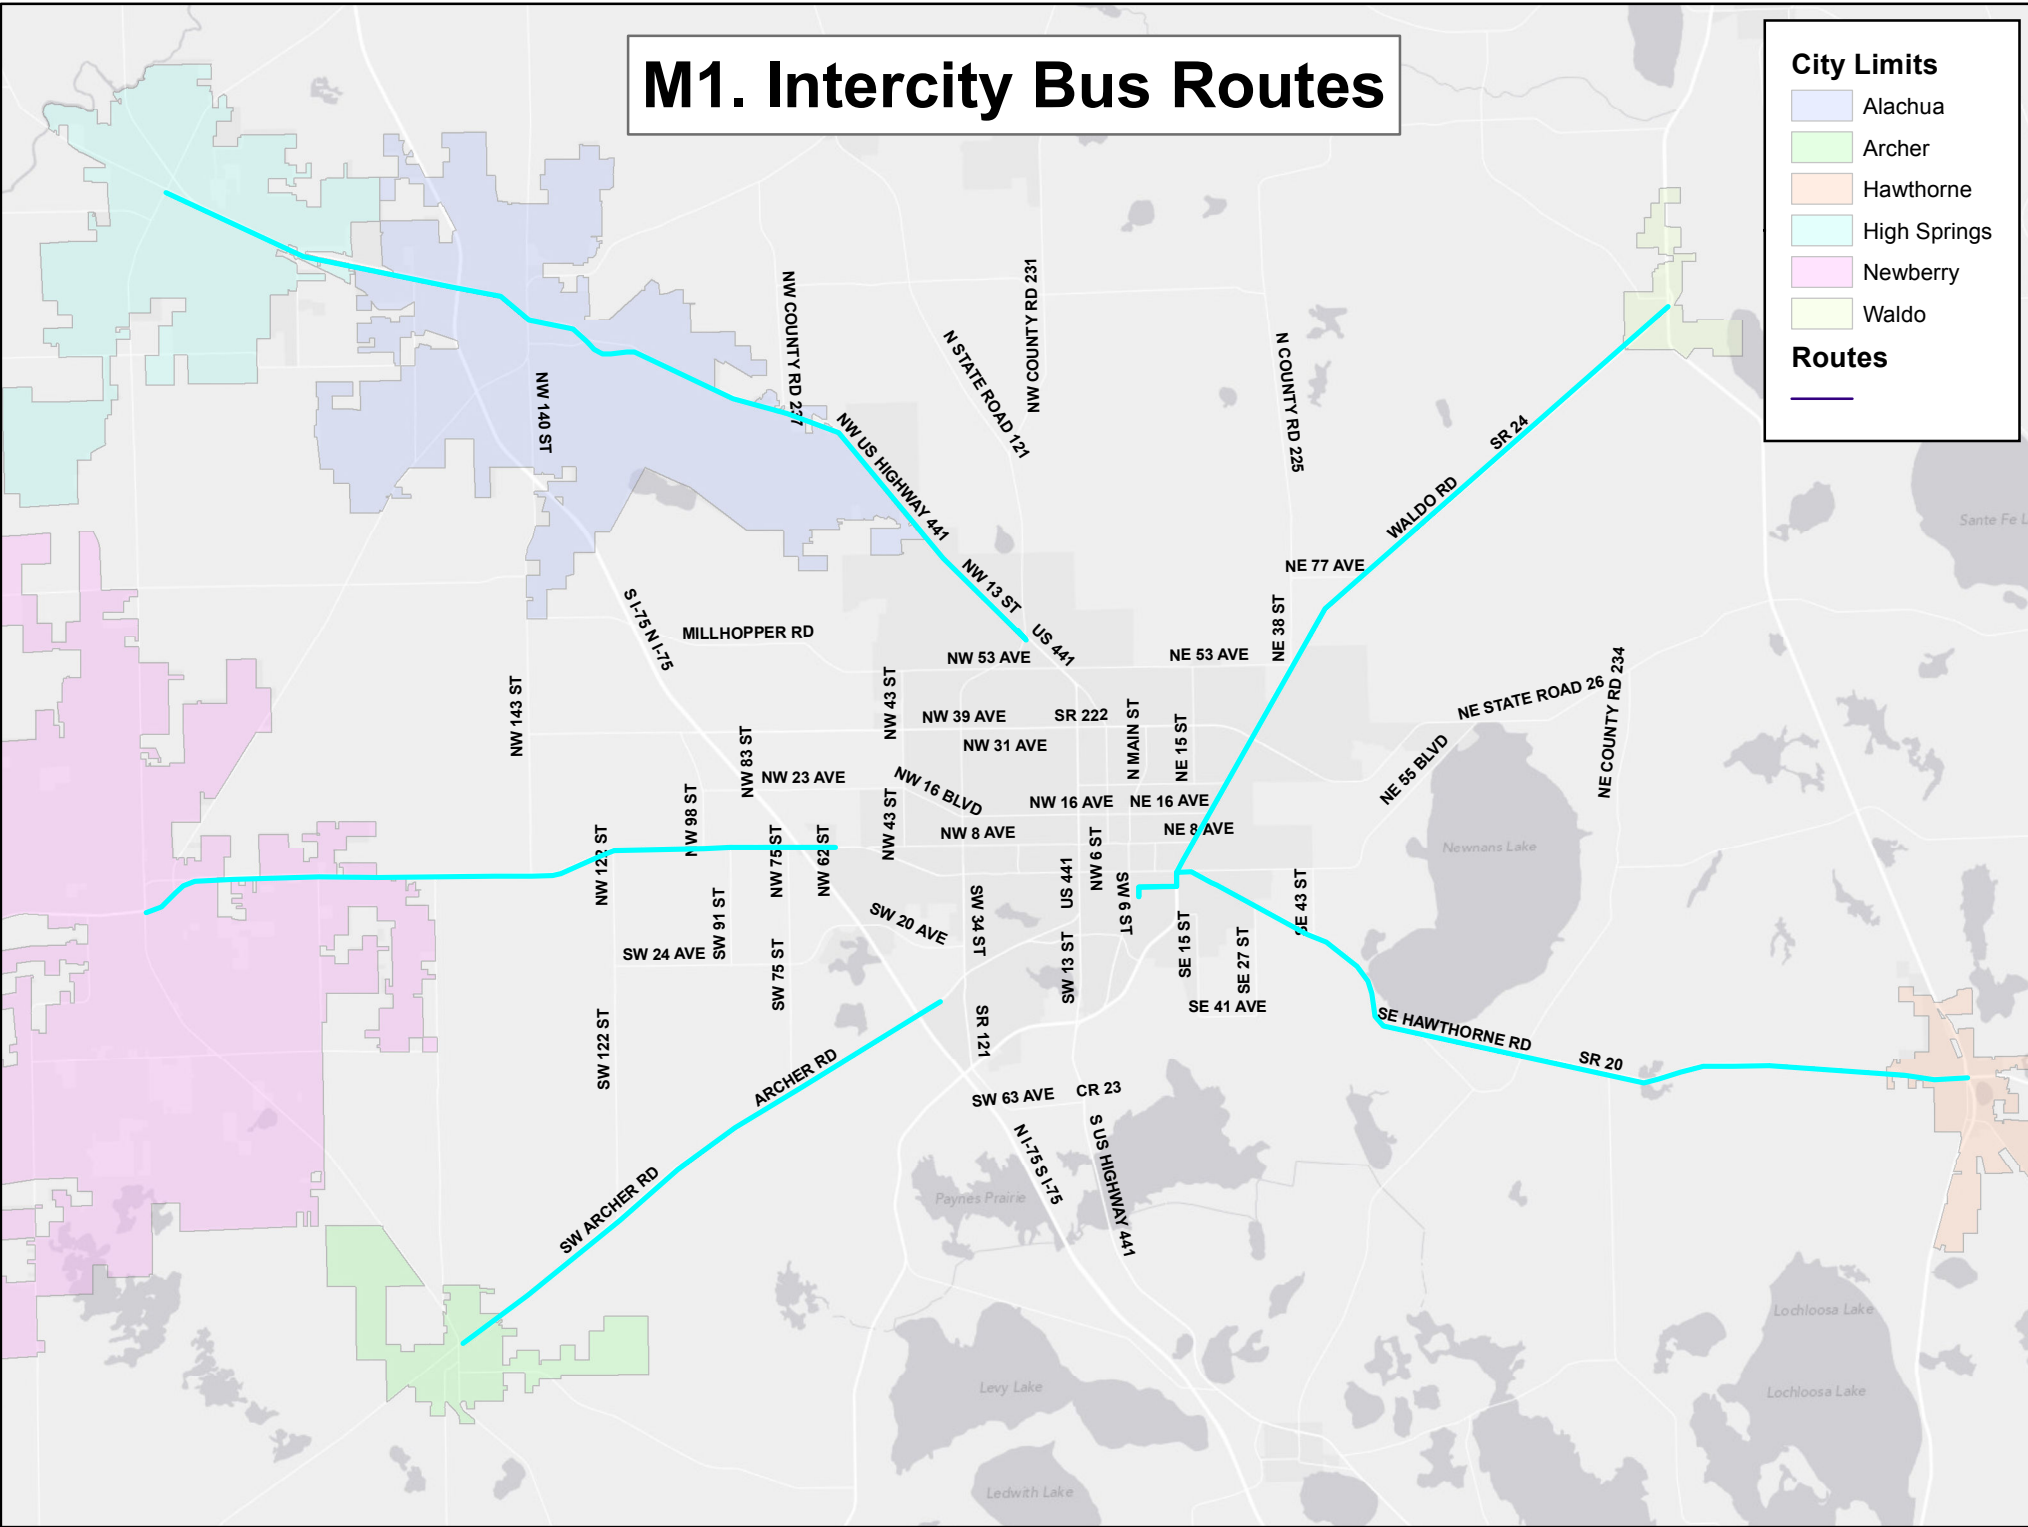 M1. Intercity Bus Routes
City Limits
Alachua
Archer
Hawthorne
High Springs
Newberry
Waldo
Routes
NW COUNTY RD 237
NW COUNTY RD 231
N STATE ROAD 121
N COUNTY RD 225
NW 140 ST
NW US HIGHWAY 441
SR 24
WALDO RD
Sante Fe L
NE 77 AVE
NW 13 ST
S I-75 N I-75
MILLHOPPER RD
US 441
NE 38 ST
NW 53 AVE
NE 53 AVE
NW 143 ST
NW 43 ST
NW 39 AVE
SR 222
N MAIN ST
NE 15 ST
NE STATE ROAD 26
NE COUNTY RD 234
NW 31 AVE
NW 83 ST
NW 23 AVE
NW 16 BLVD
NE 55 BLVD
NW 98 ST
NW 43 ST
NW 16 AVE
NE 16 AVE
NW 8 AVE
NE 8 AVE
Newnans Lake
NW 122 ST
NW 75 ST
NW 62 ST
US 441
NW 6 ST
SW 9 ST
SE 43 ST
SW 91 ST
SW 20 AVE
SW 34 ST
SW 24 AVE
SW 75 ST
SW 13 ST
SE 15 ST
SE 27 ST
SE 41 AVE
SW 122 ST
SR 121
SE HAWTHORNE RD
SR 20
ARCHER RD
SW 63 AVE
CR 23
N I-75 S I-75
S US HIGHWAY 441
Paynes Prairie
SW ARCHER RD
Lochloosa Lake
Levy Lake
Lochloosa Lake
Ledwith Lake